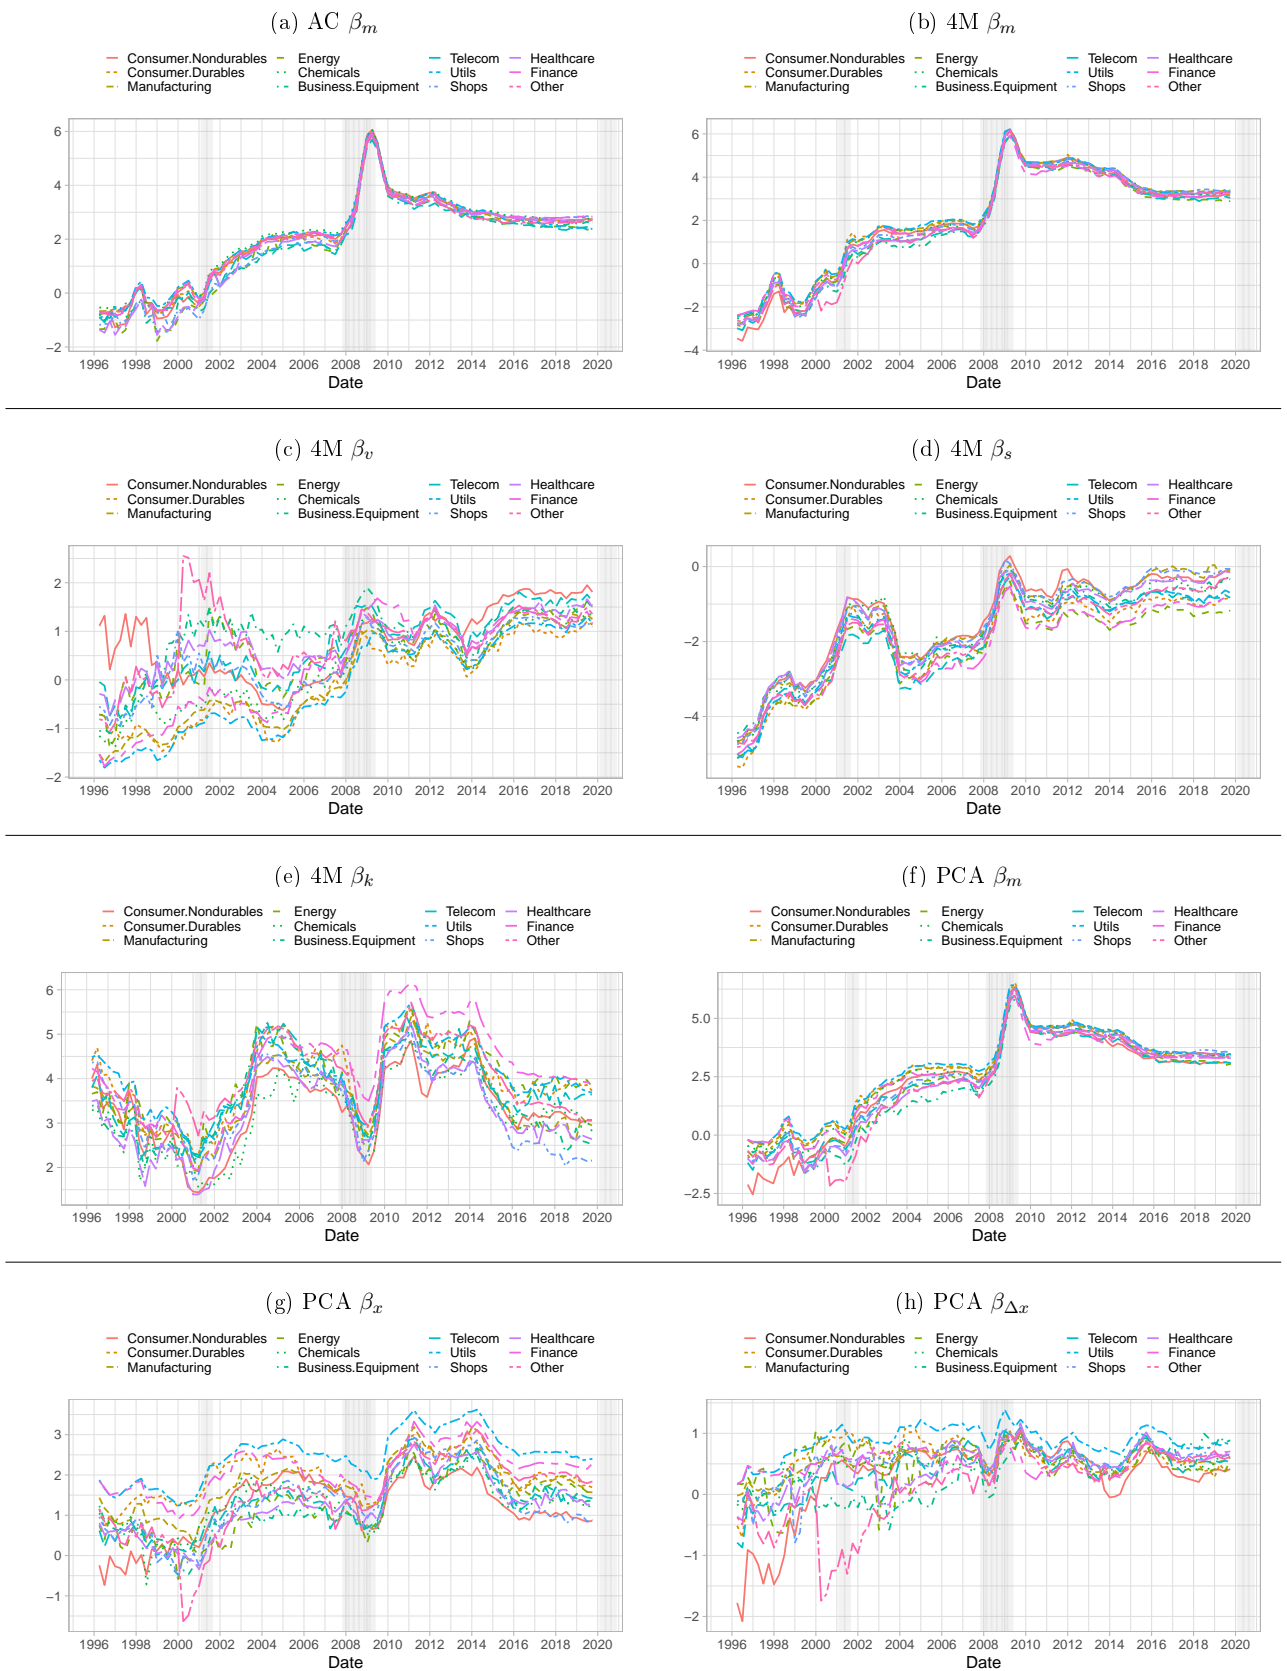 (a) AC βm
Consumer.Nondurables Energy Telecom Healthcare
Consumer.Durables Chemicals Utils Finance
Manufacturing Business.Equipment Shops Other
6
4
2
0
−2
1996 1998 2000 2002 2004 2006 2008 2010 2012 2014 2016 2018 2020
Date
(b) 4M βm
Consumer.Nondurables Energy Telecom Healthcare
Consumer.Durables Chemicals Utils Finance
Manufacturing Business.Equipment Shops Other
6
4
2
0
−2
−4
1996 1998 2000 2002 2004 2006 2008 2010 2012 2014 2016 2018 2020
Date
(c) 4M βv
Consumer.Nondurables Energy Telecom Healthcare
Consumer.Durables Chemicals Utils Finance
Manufacturing Business.Equipment Shops Other
2
1
0
−1
−2
1996 1998 2000 2002 2004 2006 2008 2010 2012 2014 2016 2018 2020
Date
(d) 4M βs
Consumer.Nondurables Energy Telecom Healthcare
Consumer.Durables Chemicals Utils Finance
Manufacturing Business.Equipment Shops Other
0
−2
−4
1996 1998 2000 2002 2004 2006 2008 2010 2012 2014 2016 2018 2020
Date
(e) 4M βk
Consumer.Nondurables Energy Telecom Healthcare
Consumer.Durables Chemicals Utils Finance
Manufacturing Business.Equipment Shops Other
6
5
4
3
2
1996 1998 2000 2002 2004 2006 2008 2010 2012 2014 2016 2018 2020
Date
(f) PCA βm
Consumer.Nondurables Energy Telecom Healthcare
Consumer.Durables Chemicals Utils Finance
Manufacturing Business.Equipment Shops Other
5.0
2.5
0.0
−2.5
1996 1998 2000 2002 2004 2006 2008 2010 2012 2014 2016 2018 2020
Date
(g) PCA βx
Consumer.Nondurables Energy Telecom Healthcare
Consumer.Durables Chemicals Utils Finance
Manufacturing Business.Equipment Shops Other
3
2
1
0
−1
1996 1998 2000 2002 2004 2006 2008 2010 2012 2014 2016 2018 2020
Date
(h) PCA βΔx
Consumer.Nondurables Energy Telecom Healthcare
Consumer.Durables Chemicals Utils Finance
Manufacturing Business.Equipment Shops Other
1
0
−1
−2
1996 1998 2000 2002 2004 2006 2008 2010 2012 2014 2016 2018 2020
Date